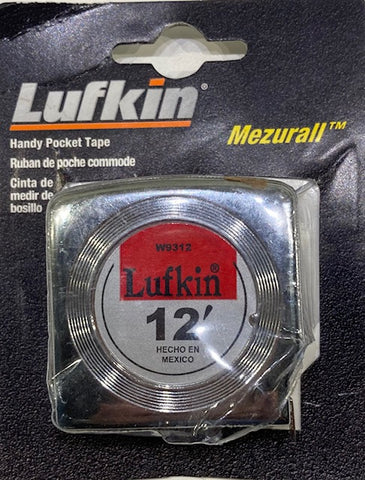 Lufkin®
Handy Pocket Tape
Mezurall™
Ruban de poche commode
Cinta de
medir de
bosillo
W9312
Lufkin®
12'
HECHO EN
MEXICO